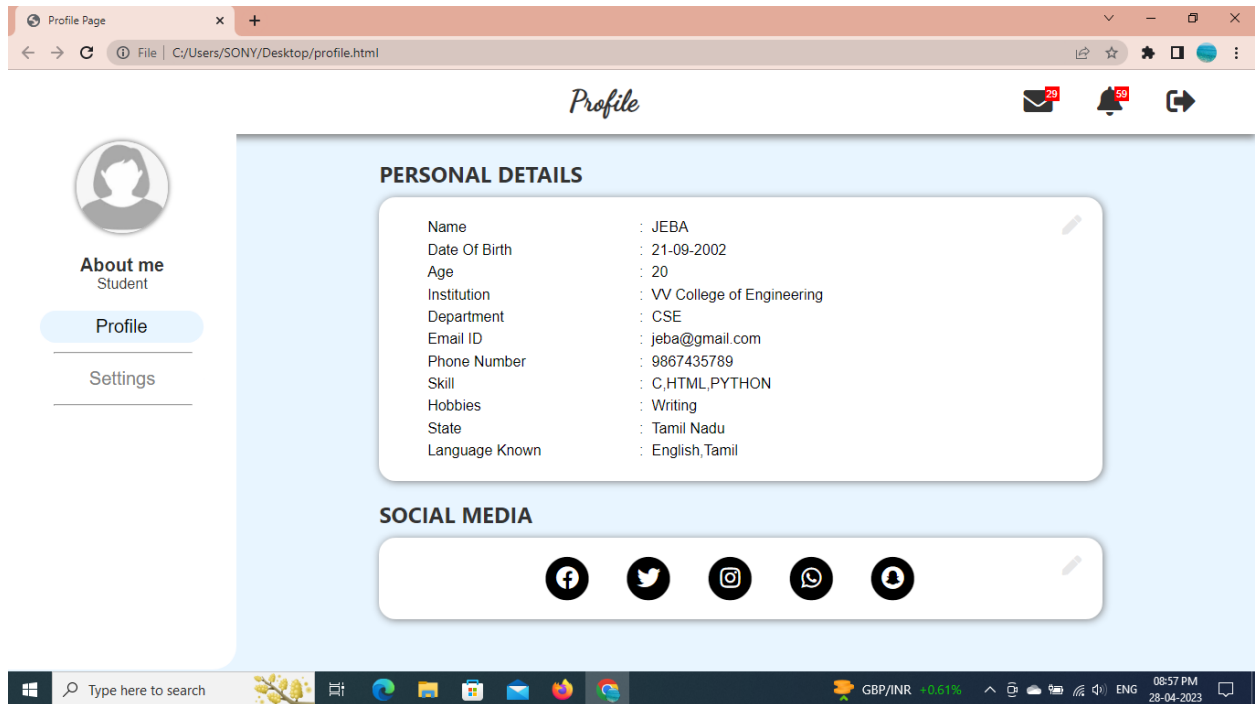 Profile Page
File | C:/Users/SONY/Desktop/profile.html
Profile
29
59
About me
Student
Profile
Settings
PERSONAL DETAILS
Name : JEBA
Date Of Birth : 21-09-2002
Age : 20
Institution : VV College of Engineering
Department : CSE
Email ID : jeba@gmail.com
Phone Number : 9867435789
Skill : C,HTML,PYTHON
Hobbies : Writing
State : Tamil Nadu
Language Known : English,Tamil
SOCIAL MEDIA
Type here to search
GBP/INR +0.61%
ENG
08:57 PM
28-04-2023